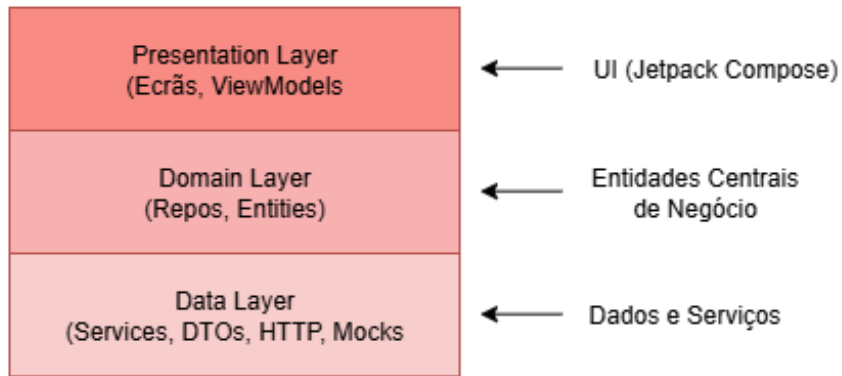 Presentation Layer
(Ecrãs, ViewModels
UI (Jetpack Compose)
Domain Layer
(Repos, Entities)
Entidades Centrais
de Negócio
Data Layer
(Services, DTOs, HTTP, Mocks
Dados e Serviços